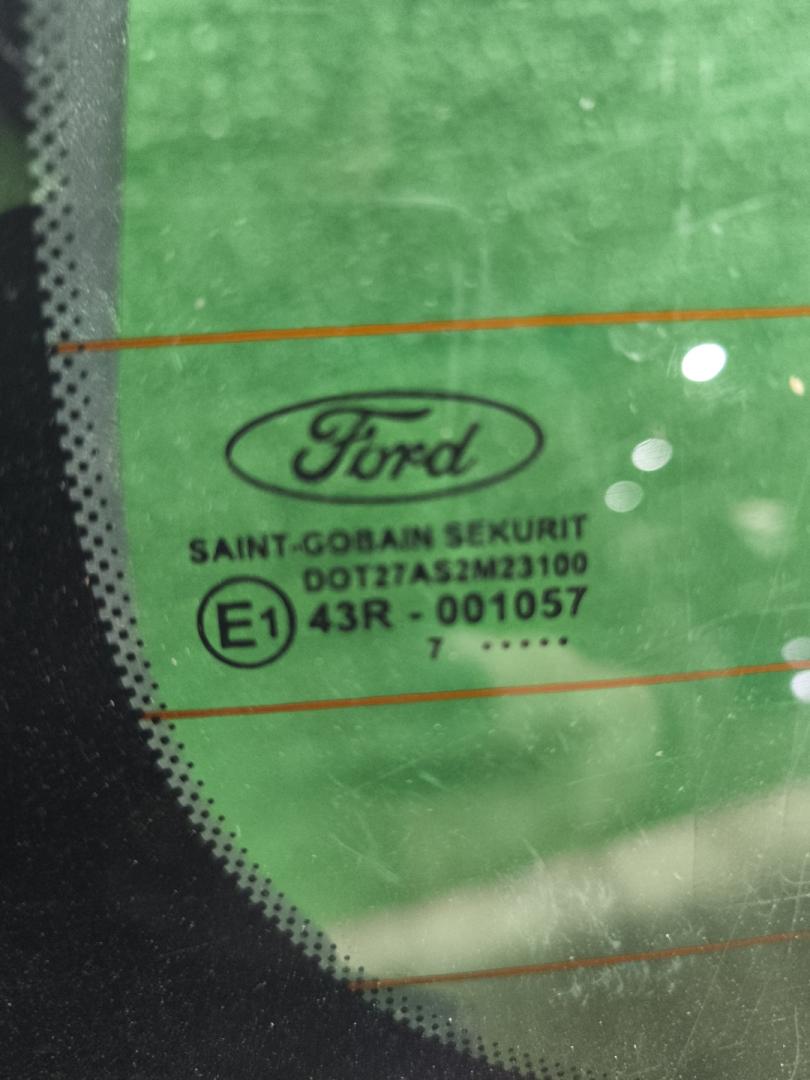 Ford
SAINT-GOBAIN SEKURIT
DOT27AS2M23100
E1 43R - 001057
7 .....